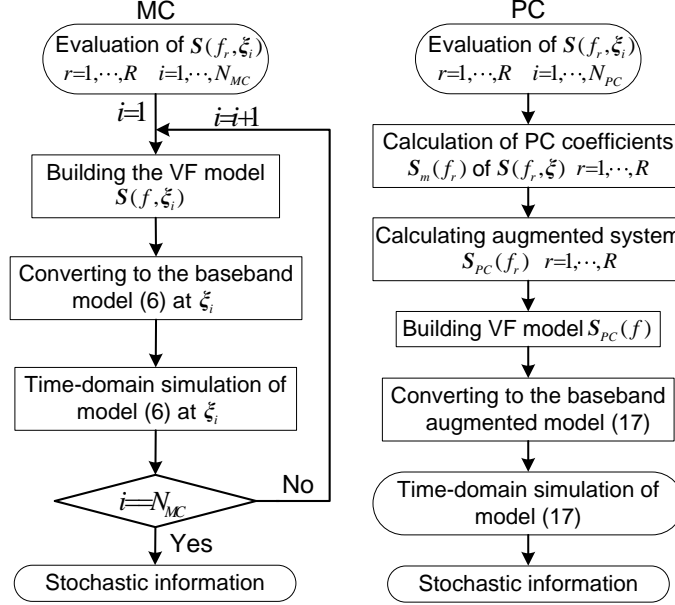 MC
Evaluation of S(f_r,ξ_i)
r=1,⋯,R i=1,⋯,N_MC
i=1
i=i+1
Building the VF model
S(f,ξ_i)
Converting to the baseband
model (6) at ξ_i
Time-domain simulation of
model (6) at ξ_i
i==N_MC
No
Yes
Stochastic information
PC
Evaluation of S(f_r,ξ_i)
r=1,⋯,R i=1,⋯,N_PC
Calculation of PC coefficients
S_m(f_r) of S(f_r,ξ) r=1,⋯,R
Calculating augmented system
S_PC(f_r) r=1,⋯,R
Building VF model S_PC(f)
Converting to the baseband
augmented model (17)
Time-domain simulation of
model (17)
Stochastic information